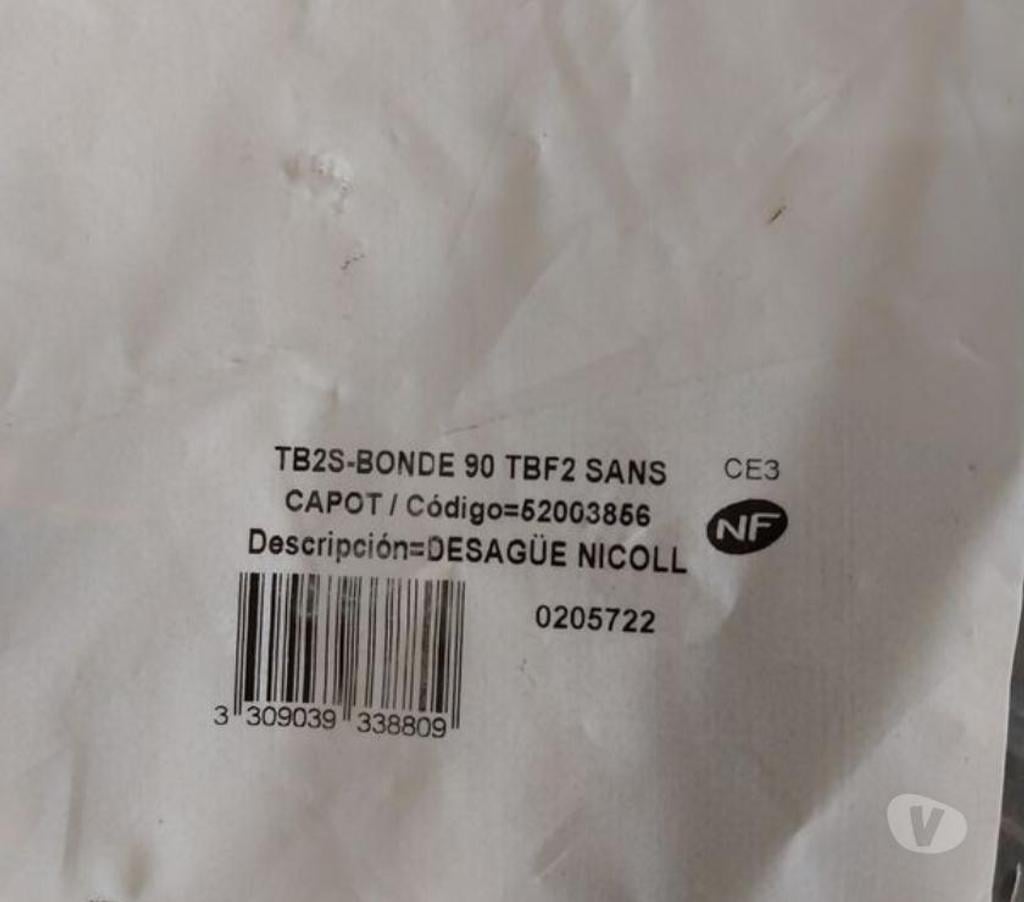 TB2S-BONDE 90 TBF2 SANS CE3
CAPOT / Código=52003856
NF
Descripción=DESAGÜE NICOLL
0205722
3 309039 338809
V